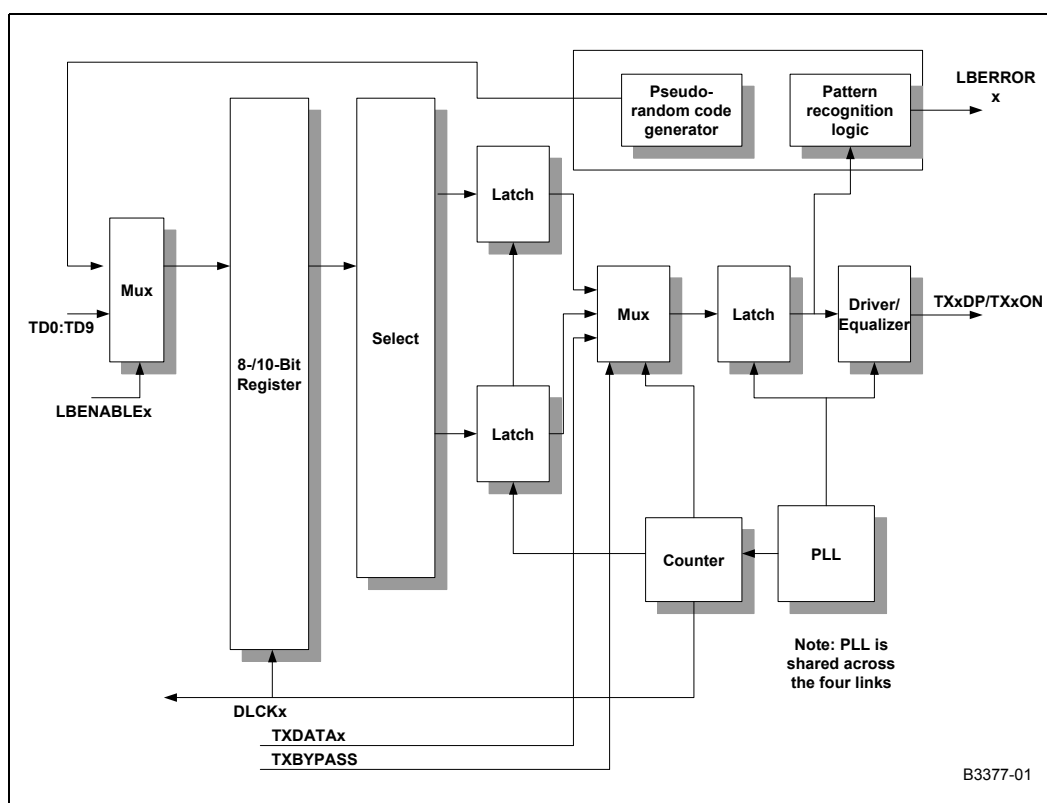 Pseudo-
random code
generator
Pattern
recognition
logic
LBERROR
x
Latch
Mux
TD0:TD9
LBENABLEx
8-/10-Bit
Register
Select
Mux
Latch
Driver/
Equalizer
TXxDP/TXxON
Latch
Counter
PLL
Note: PLL is
shared across
the four links
DLCKx
TXDATAx
TXBYPASS
B3377-01